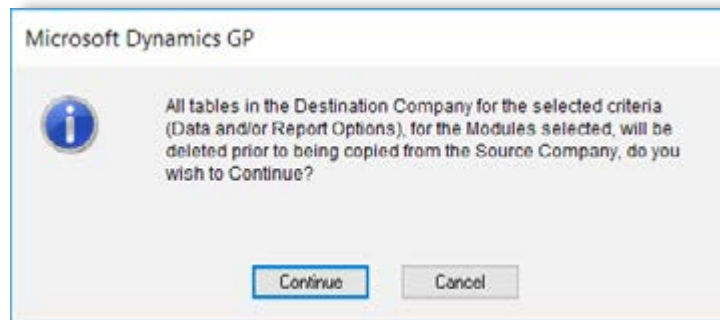 Microsoft Dynamics GP
All tables in the Destination Company for the selected criteria
(Data and/or Report Options), for the Modules selected, will be
deleted prior to being copied from the Source Company, do you
wish to Continue?
Continue Cancel